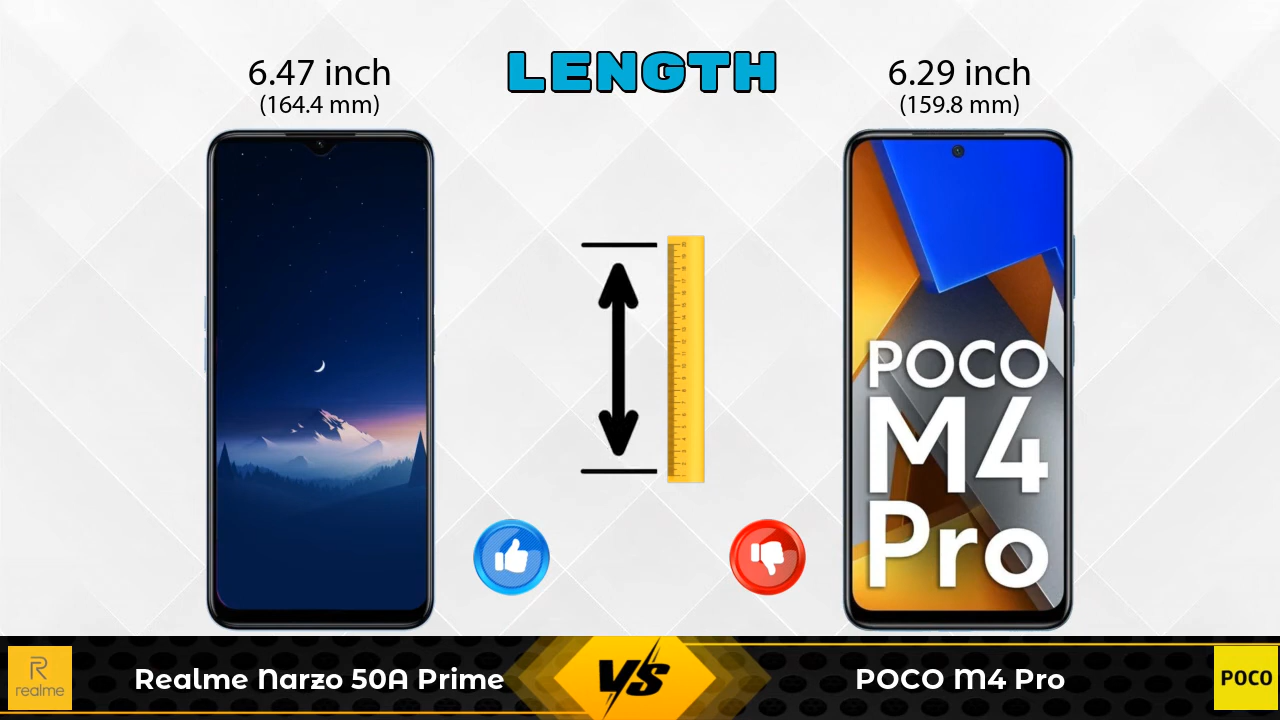 LENGTH
6.47 inch
(164.4 mm)
6.29 inch
(159.8 mm)
POCO
M4
Pro
R
realme
Realme Narzo 50A Prime
VS
POCO M4 Pro
POCO